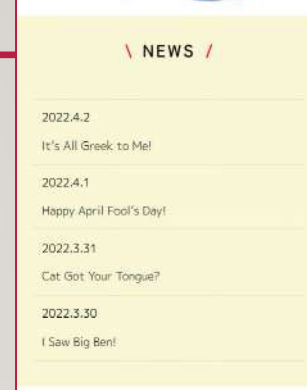 \ NEWS /
2022.4.2
It's All Greek to Me!
2022.4.1
Happy April Fool's Day!
2022.3.31
Cat Got Your Tongue?
2022.3.30
I Saw Big Ben!